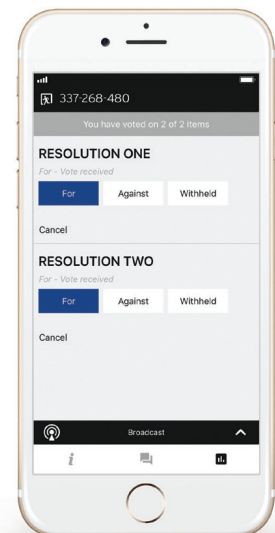 337-268-480
You have voted on 2 of 2 items
RESOLUTION ONE
For - Vote received
For Against Withheld
Cancel
RESOLUTION TWO
For - Vote received
For Against Withheld
Cancel
Broadcast
i